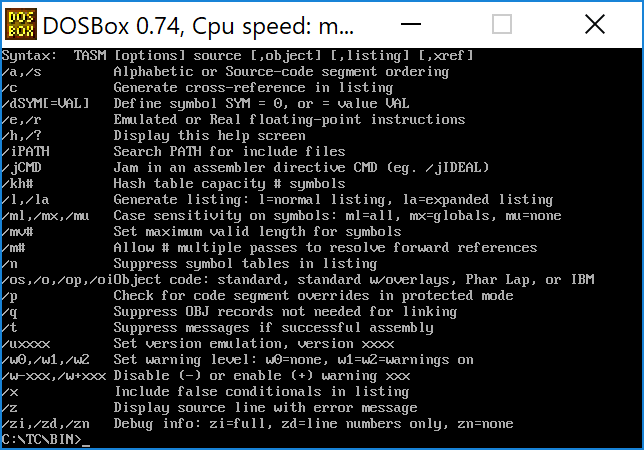 DOS
BOX
DOSBox 0.74, Cpu speed: m...
Syntax:  TASM [options] source [,object] [,listing] [,xref]
/a,/s         Alphabetic or Source-code segment ordering
/c            Generate cross-reference in listing
/dSYM[=VAL]   Define symbol SYM = 0, or = value VAL
/e,/r         Emulated or Real floating-point instructions
/h,/?         Display this help screen
/iPATH        Search PATH for include files
/jCMD         Jam in an assembler directive CMD (eg. /jIDEAL)
/kh#          Hash table capacity # symbols
/l,/la        Generate listing: l=normal listing, la=expanded listing
/ml,/mx,/mu   Case sensitivity on symbols: ml=all, mx=globals, mu=none
/mv#          Set maximum valid length for symbols
/m#           Allow # multiple passes to resolve forward references
/n            Suppress symbol tables in listing
/os,/o,/op,/oiObject code: standard, standard w/overlays, Phar Lap, or IBM
/p            Check for code segment overrides in protected mode
/q            Suppress OBJ records not needed for linking
/t            Suppress messages if successful assembly
/uxxxx        Set version emulation, version xxxx
/w0,/w1,/w2   Set warning level: w0=none, w1=w2=warnings on
/w-xxx,/w+xxx Disable (-) or enable (+) warning xxx
/x            Include false conditionals in listing
/z            Display source line with error message
/zi,/zd,/zn   Debug info: zi=full, zd=line numbers only, zn=none
C:\TC\BIN>_